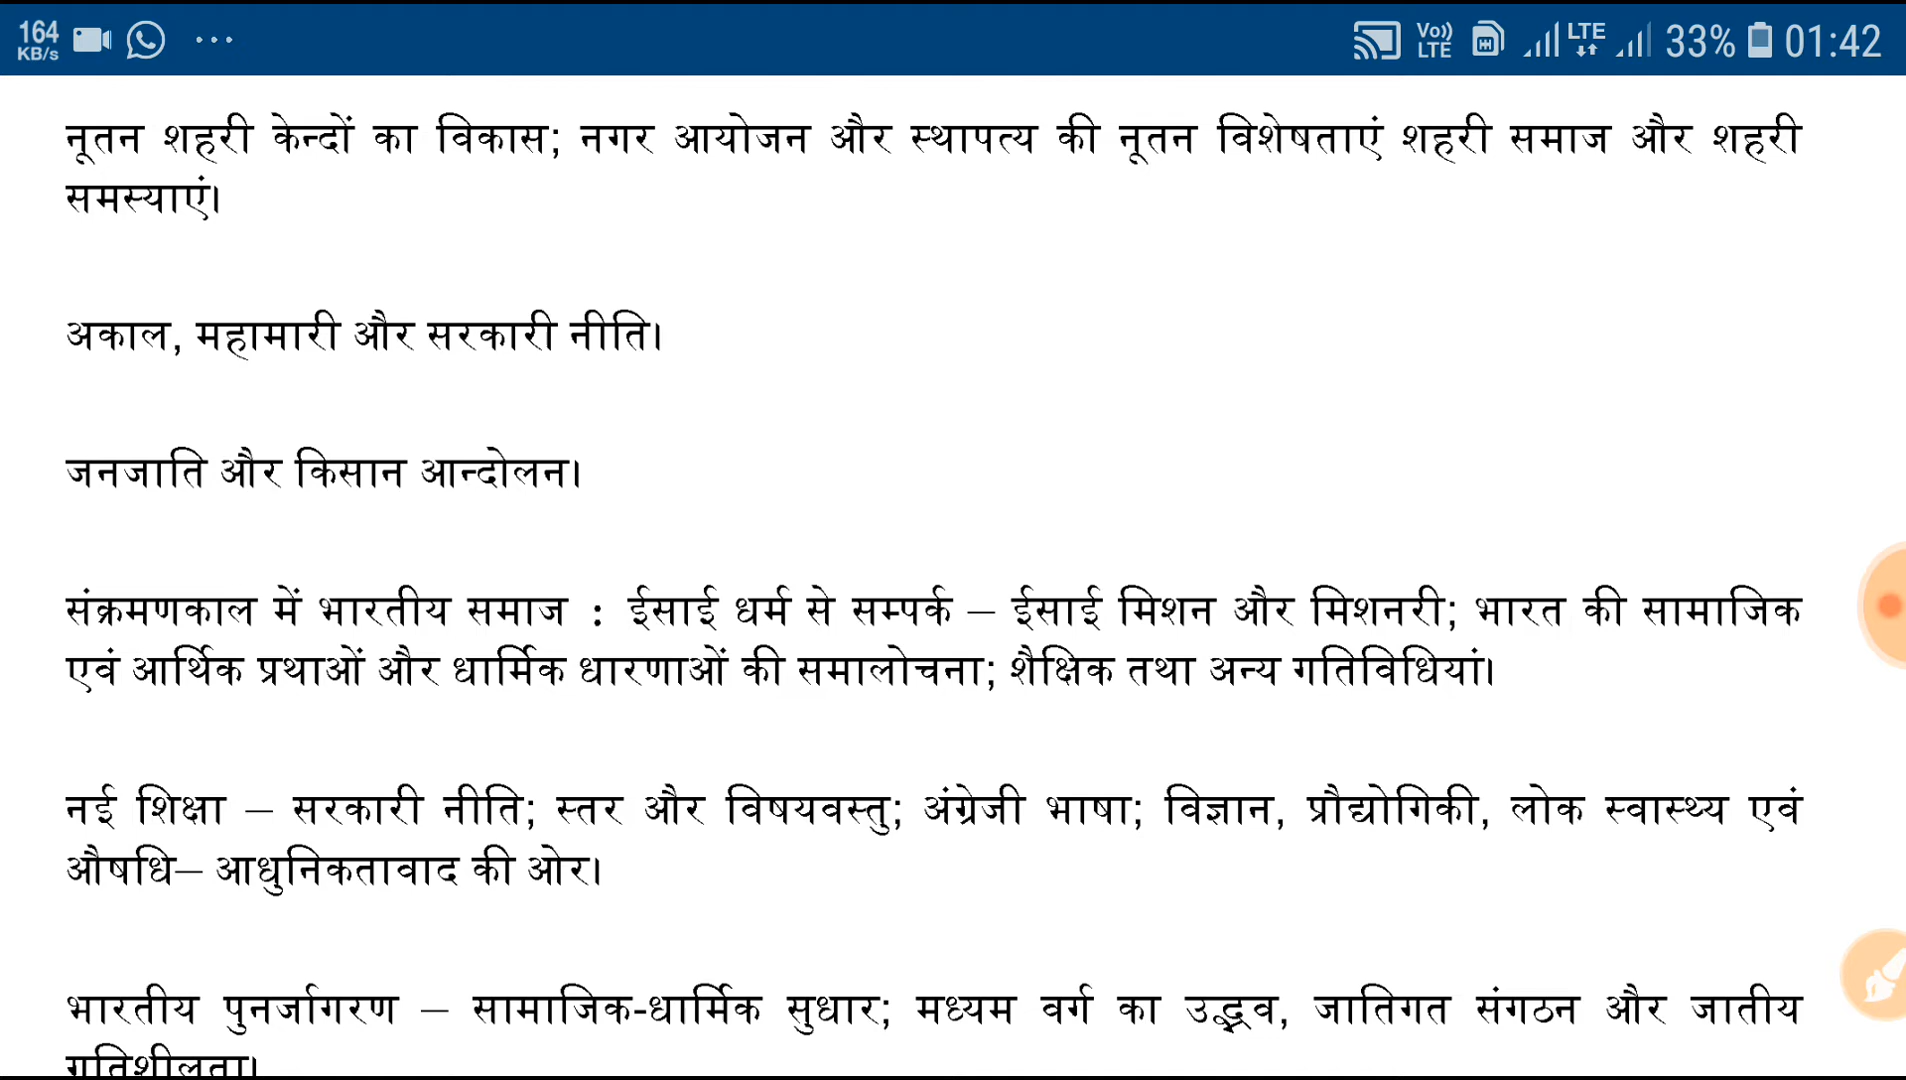 164
KB/s
Vo))
LTE
LTE
33%
01:42
नूतन शहरी केन्दों का विकास; नगर आयोजन और स्थापत्य की नूतन विशेषताएं शहरी समाज और शहरी
समस्याएं।
अकाल, महामारी और सरकारी नीति।
जनजाति और किसान आन्दोलन।
संक्रमणकाल में भारतीय समाज : ईसाई धर्म से सम्पर्क – ईसाई मिशन और मिशनरी; भारत की सामाजिक
एवं आर्थिक प्रथाओं और धार्मिक धारणाओं की समालोचना; शैक्षिक तथा अन्य गतिविधियां।
नई शिक्षा – सरकारी नीति; स्तर और विषयवस्तु; अंग्रेजी भाषा; विज्ञान, प्रौद्योगिकी, लोक स्वास्थ्य एवं
औषधि– आधुनिकतावाद की ओर।
भारतीय पुनर्जागरण – सामाजिक-धार्मिक सुधार; मध्यम वर्ग का उद्भव, जातिगत संगठन और जातीय
गतिशीलता।